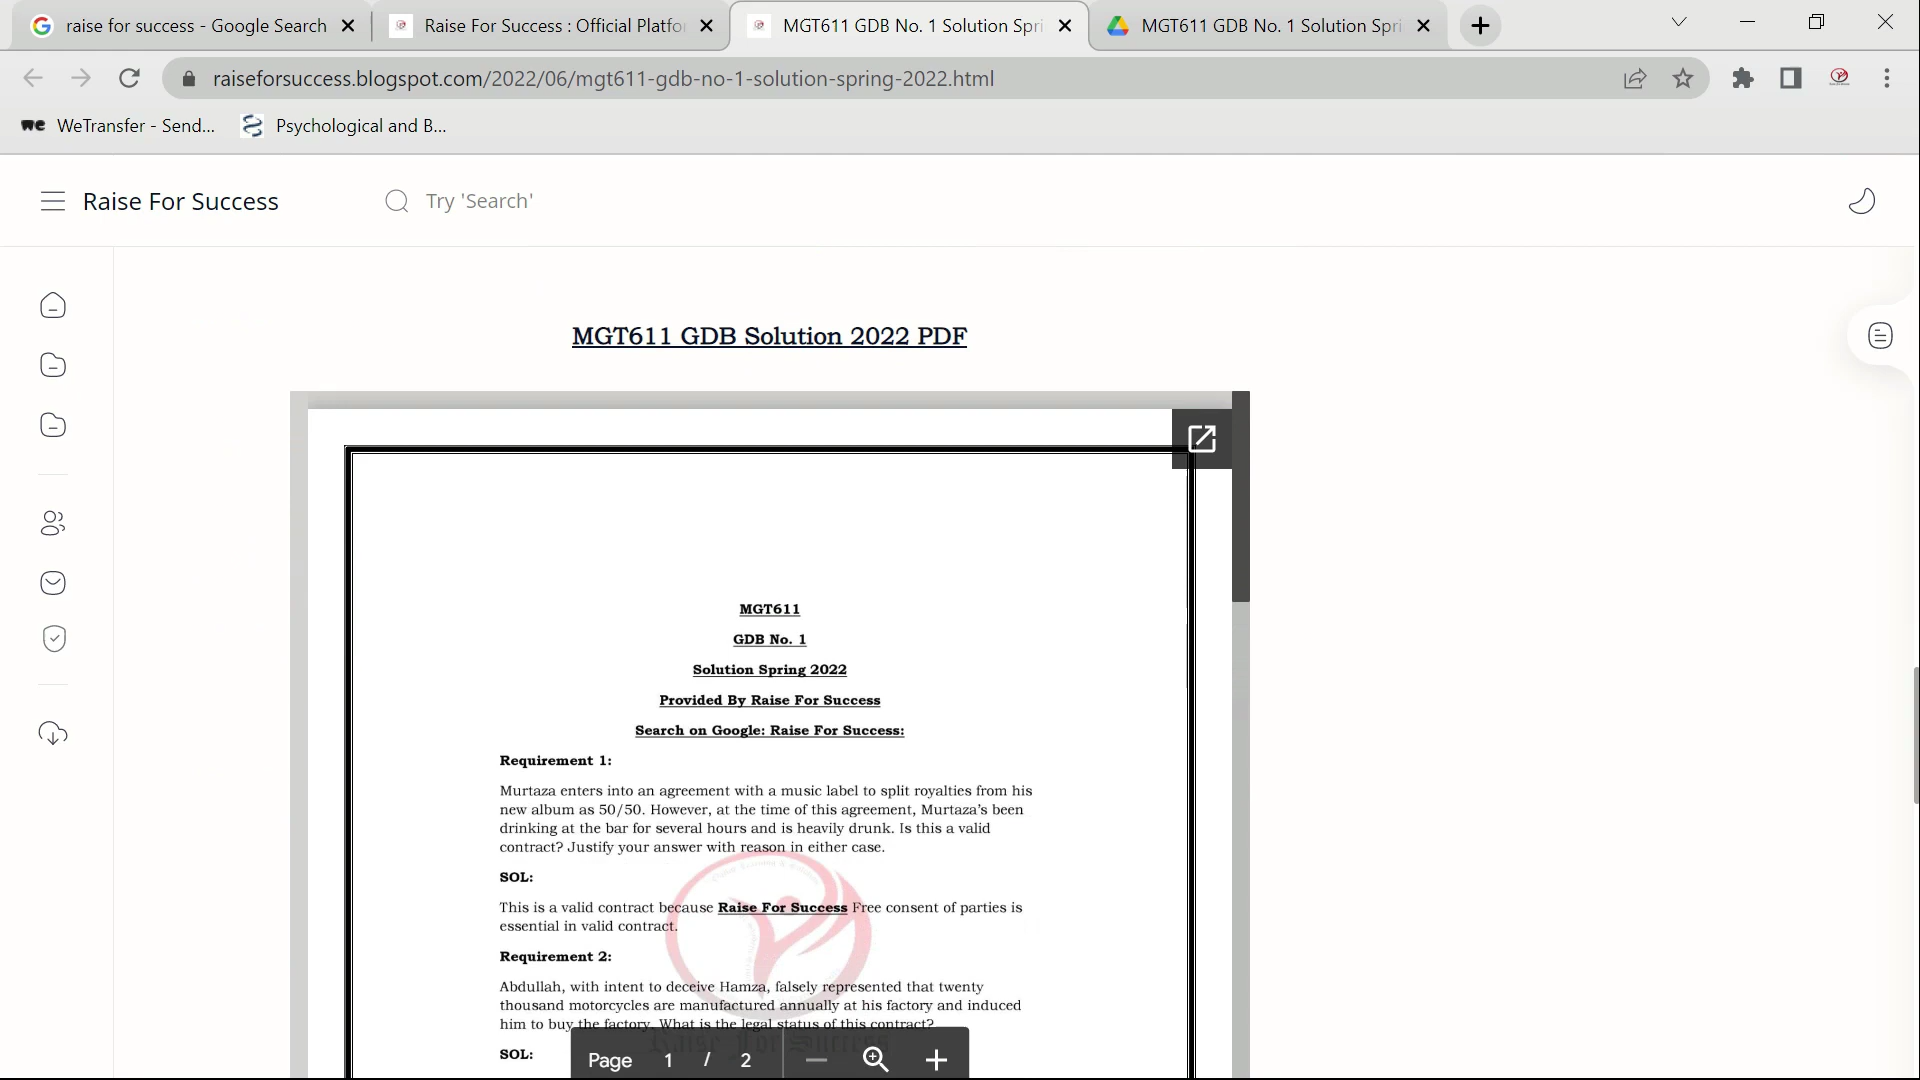 raise for success - Google Search
Raise For Success : Official Platfo
MGT611 GDB No. 1 Solution Spri
MGT611 GDB No. 1 Solution Spri
raiseforsuccess.blogspot.com/2022/06/mgt611-gdb-no-1-solution-spring-2022.html
WeTransfer - Send...
Psychological and B...
Raise For Success
Try 'Search'
MGT611 GDB Solution 2022 PDF
MGT611
GDB No. 1
Solution Spring 2022
Provided By Raise For Success
Search on Google: Raise For Success:
Requirement 1:
Murtaza enters into an agreement with a music label to split royalties from his
new album as 50/50. However, at the time of this agreement, Murtaza's been
drinking at the bar for several hours and is heavily drunk. Is this a valid
contract? Justify your answer with reason in either case.
SOL:
This is a valid contract because Raise For Success Free consent of parties is
essential in valid contract.
Requirement 2:
Abdullah, with intent to deceive Hamza, falsely represented that twenty
thousand motorcycles are manufactured annually at his factory and induced
him to buy the factory. What is the legal status of this contract?
SOL:
Page 1 / 2